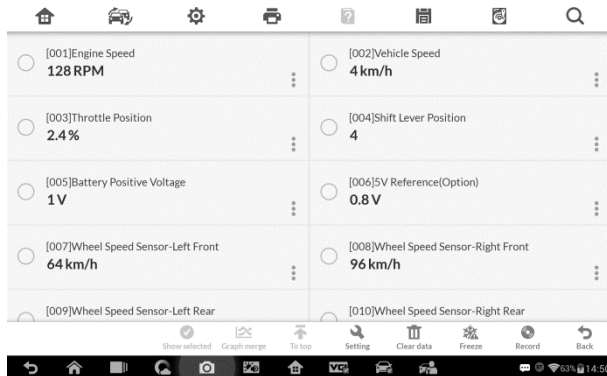 [001]Engine Speed
128 RPM
[002]Vehicle Speed
4 km/h
[003]Throttle Position
2.4 %
[004]Shift Lever Position
4
[005]Battery Positive Voltage
1 V
[006]5V Reference(Option)
0.8 V
[007]Wheel Speed Sensor-Left Front
64 km/h
[008]Wheel Speed Sensor-Right Front
96 km/h
[009]Wheel Speed Sensor-Left Rear
[010]Wheel Speed Sensor-Right Rear
Show selected Graph merge To top Setting Clear data Freeze Record Back
63% 14:50